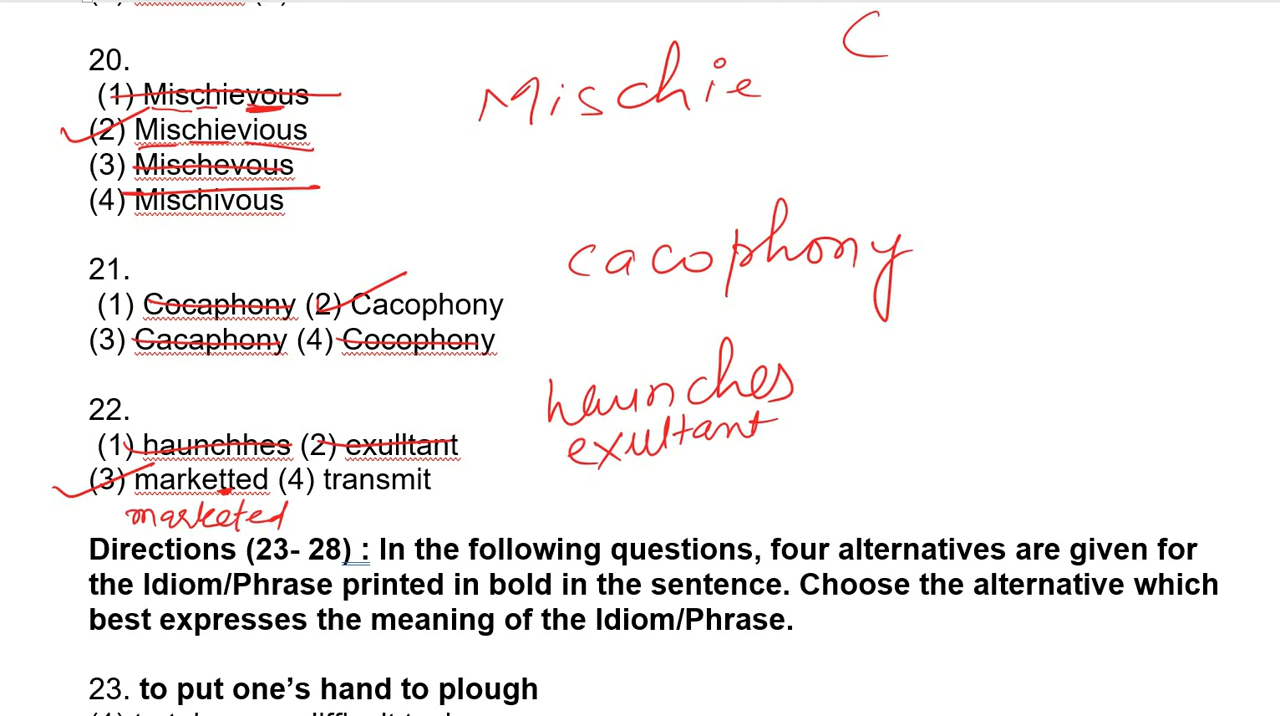 20.
(1) Mischievous
(2) Mischievious
(3) Mischevous
(4) Mischivous
Mischie
C
21.
(1) Cocaphony (2) Cacophony
(3) Cacaphony (4) Cocophony
cacophony
22.
(1) haunchhes (2) exulltant
(3) marketted (4) transmit
haunches
exultant
marketed
Directions (23- 28) : In the following questions, four alternatives are given for
the Idiom/Phrase printed in bold in the sentence. Choose the alternative which
best expresses the meaning of the Idiom/Phrase.
23. to put one’s hand to plough